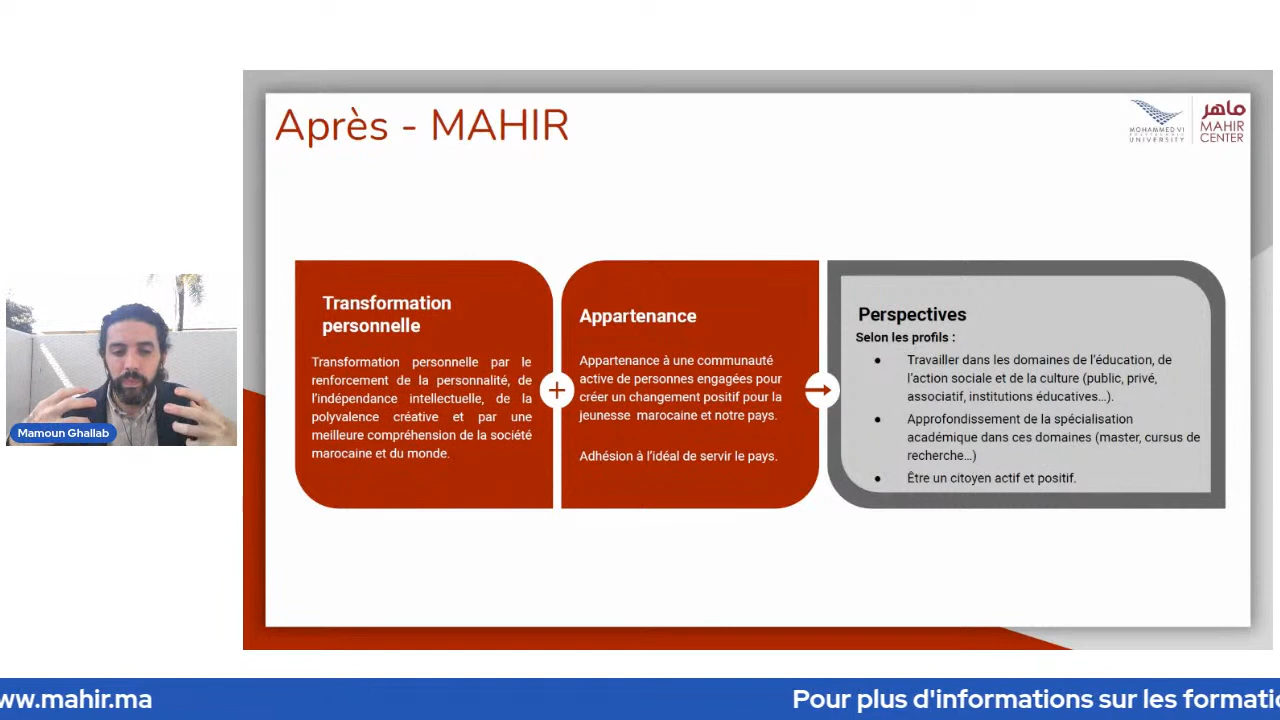 Après - MAHIR
MOHAMMED VI
POLYTECHNIC
UNIVERSITY
ماهر
MAHIR
CENTER
Transformation
personnelle
Transformation personnelle par le
renforcement de la personnalité, de
l'indépendance intellectuelle, de la
polyvalence créative et par une
meilleure compréhension de la société
marocaine et du monde.
+
Appartenance
Appartenance à une communauté
active de personnes engagées pour
créer un changement positif pour la
jeunesse marocaine et notre pays.
Adhésion à l'idéal de servir le pays.
Perspectives
Selon les profils :
● Travailler dans les domaines de l'éducation, de
l'action sociale et de la culture (public, privé,
associatif, institutions éducatives…).
● Approfondissement de la spécialisation
académique dans ces domaines (master, cursus de
recherche…)
● Être un citoyen actif et positif.
Mamoun Ghallab
ww.mahir.ma
Pour plus d'informations sur les formatio